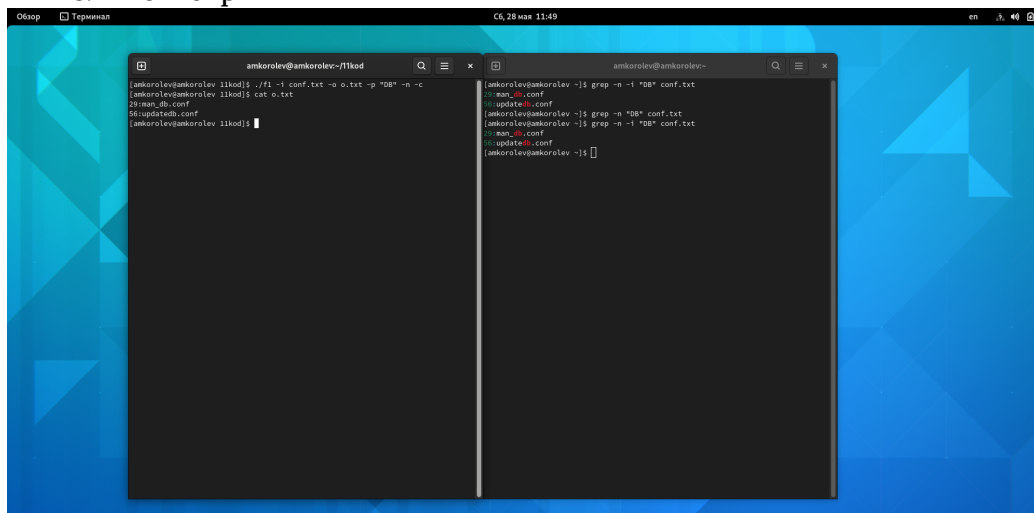 Обзор
Терминал
Сб, 28 мая 11:49
en
amkorolev@amkorolev:~/11kod
[amkorolev@amkorolev 11kod]$ ./f1 -i conf.txt -o o.txt -p "DB" -n -c
[amkorolev@amkorolev 11kod]$ cat o.txt
29:man_db.conf
56:updatedb.conf
[amkorolev@amkorolev 11kod]$
amkorolev@amkorolev:~
[amkorolev@amkorolev ~]$ grep -n -i "DB" conf.txt
29:man_db.conf
56:updatedb.conf
[amkorolev@amkorolev ~]$ grep -n "DB" conf.txt
[amkorolev@amkorolev ~]$ grep -n -i "DB" conf.txt
29:man_db.conf
56:updatedb.conf
[amkorolev@amkorolev ~]$